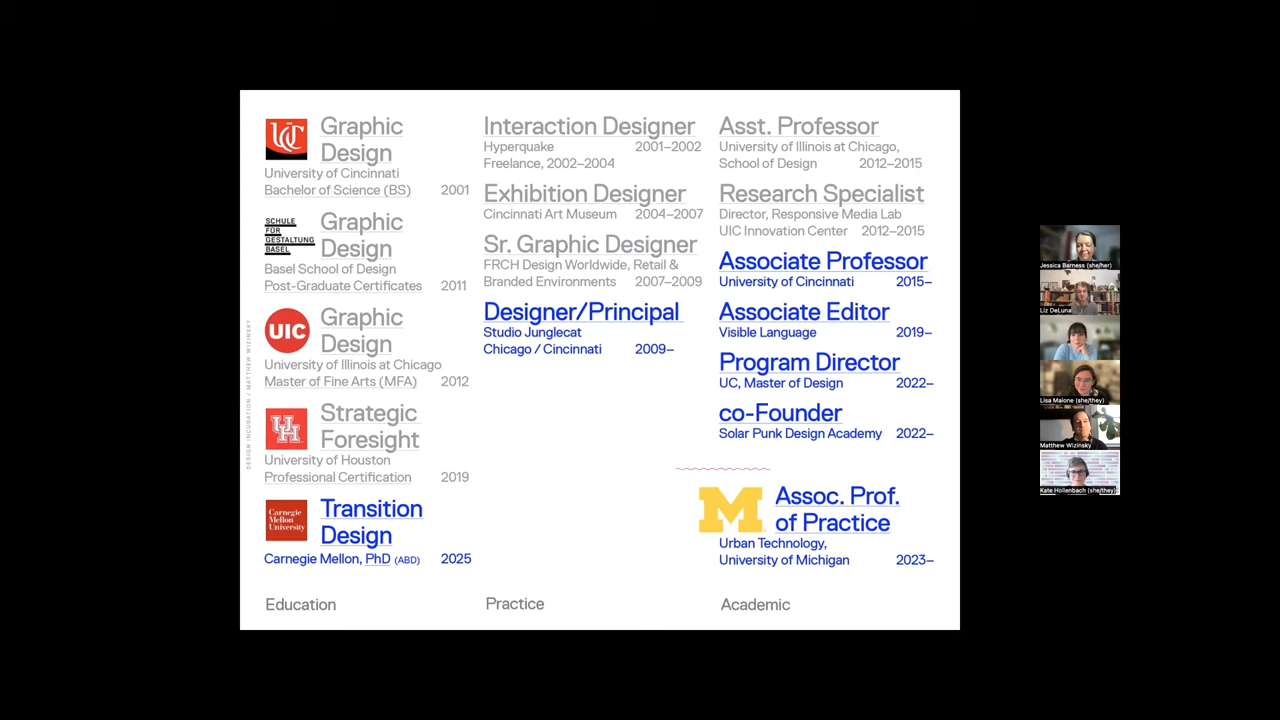 UC
Graphic
Design
University of Cincinnati
Bachelor of Science (BS) 2001
SCHULE
FOR
GESTALTUNG
BASEL
Graphic
Design
Basel School of Design
Post-Graduate Certificates 2011
UIC
Graphic
Design
University of Illinois at Chicago
Master of Fine Arts (MFA) 2012
UH
Strategic
Foresight
University of Houston
Professional Certification 2019
Carnegie
Mellon
University
Transition
Design
Carnegie Mellon, PhD (ABD) 2025
Education
Interaction Designer
Hyperquake 2001–2002
Freelance, 2002–2004
Exhibition Designer
Cincinnati Art Museum 2004–2007
Sr. Graphic Designer
FRCH Design Worldwide, Retail &
Branded Environments 2007–2009
Designer/Principal
Studio Junglecat
Chicago / Cincinnati 2009–
Practice
Asst. Professor
University of Illinois at Chicago,
School of Design 2012–2015
Research Specialist
Director, Responsive Media Lab
UIC Innovation Center 2012–2015
Associate Professor
University of Cincinnati 2015–
Associate Editor
Visible Language 2019–
Program Director
UC, Master of Design 2022–
co-Founder
Solar Punk Design Academy 2022–
M
Assoc. Prof.
of Practice
Urban Technology,
University of Michigan 2023–
Academic
DESIGN INCUBATION / MATTHEW WIZINSKY
Jessica Barness (she/her)
Liz DeLuna
Lisa Maione (she/they)
Matthew Wizinsky
Kate Hollenbach (she/they)